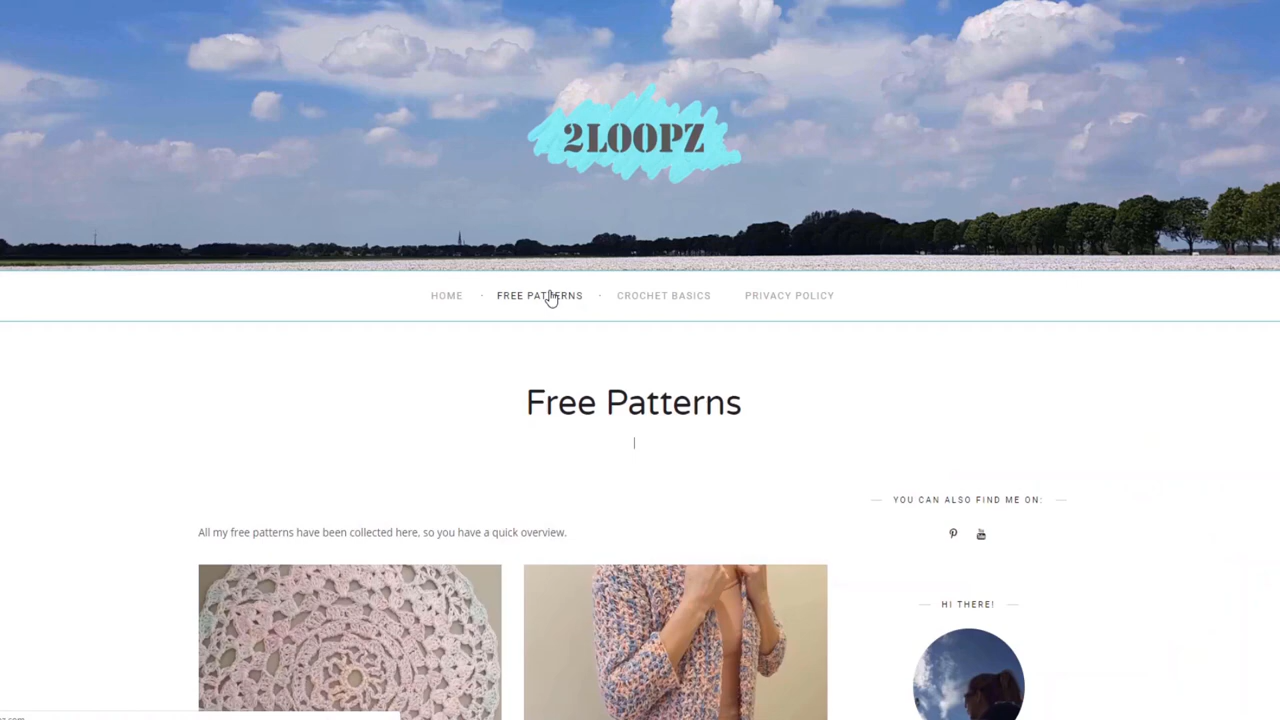 2LOOPZ
HOME · FREE PATTERNS · CROCHET BASICS PRIVACY POLICY
Free Patterns
YOU CAN ALSO FIND ME ON:
All my free patterns have been collected here, so you have a quick overview.
HI THERE!